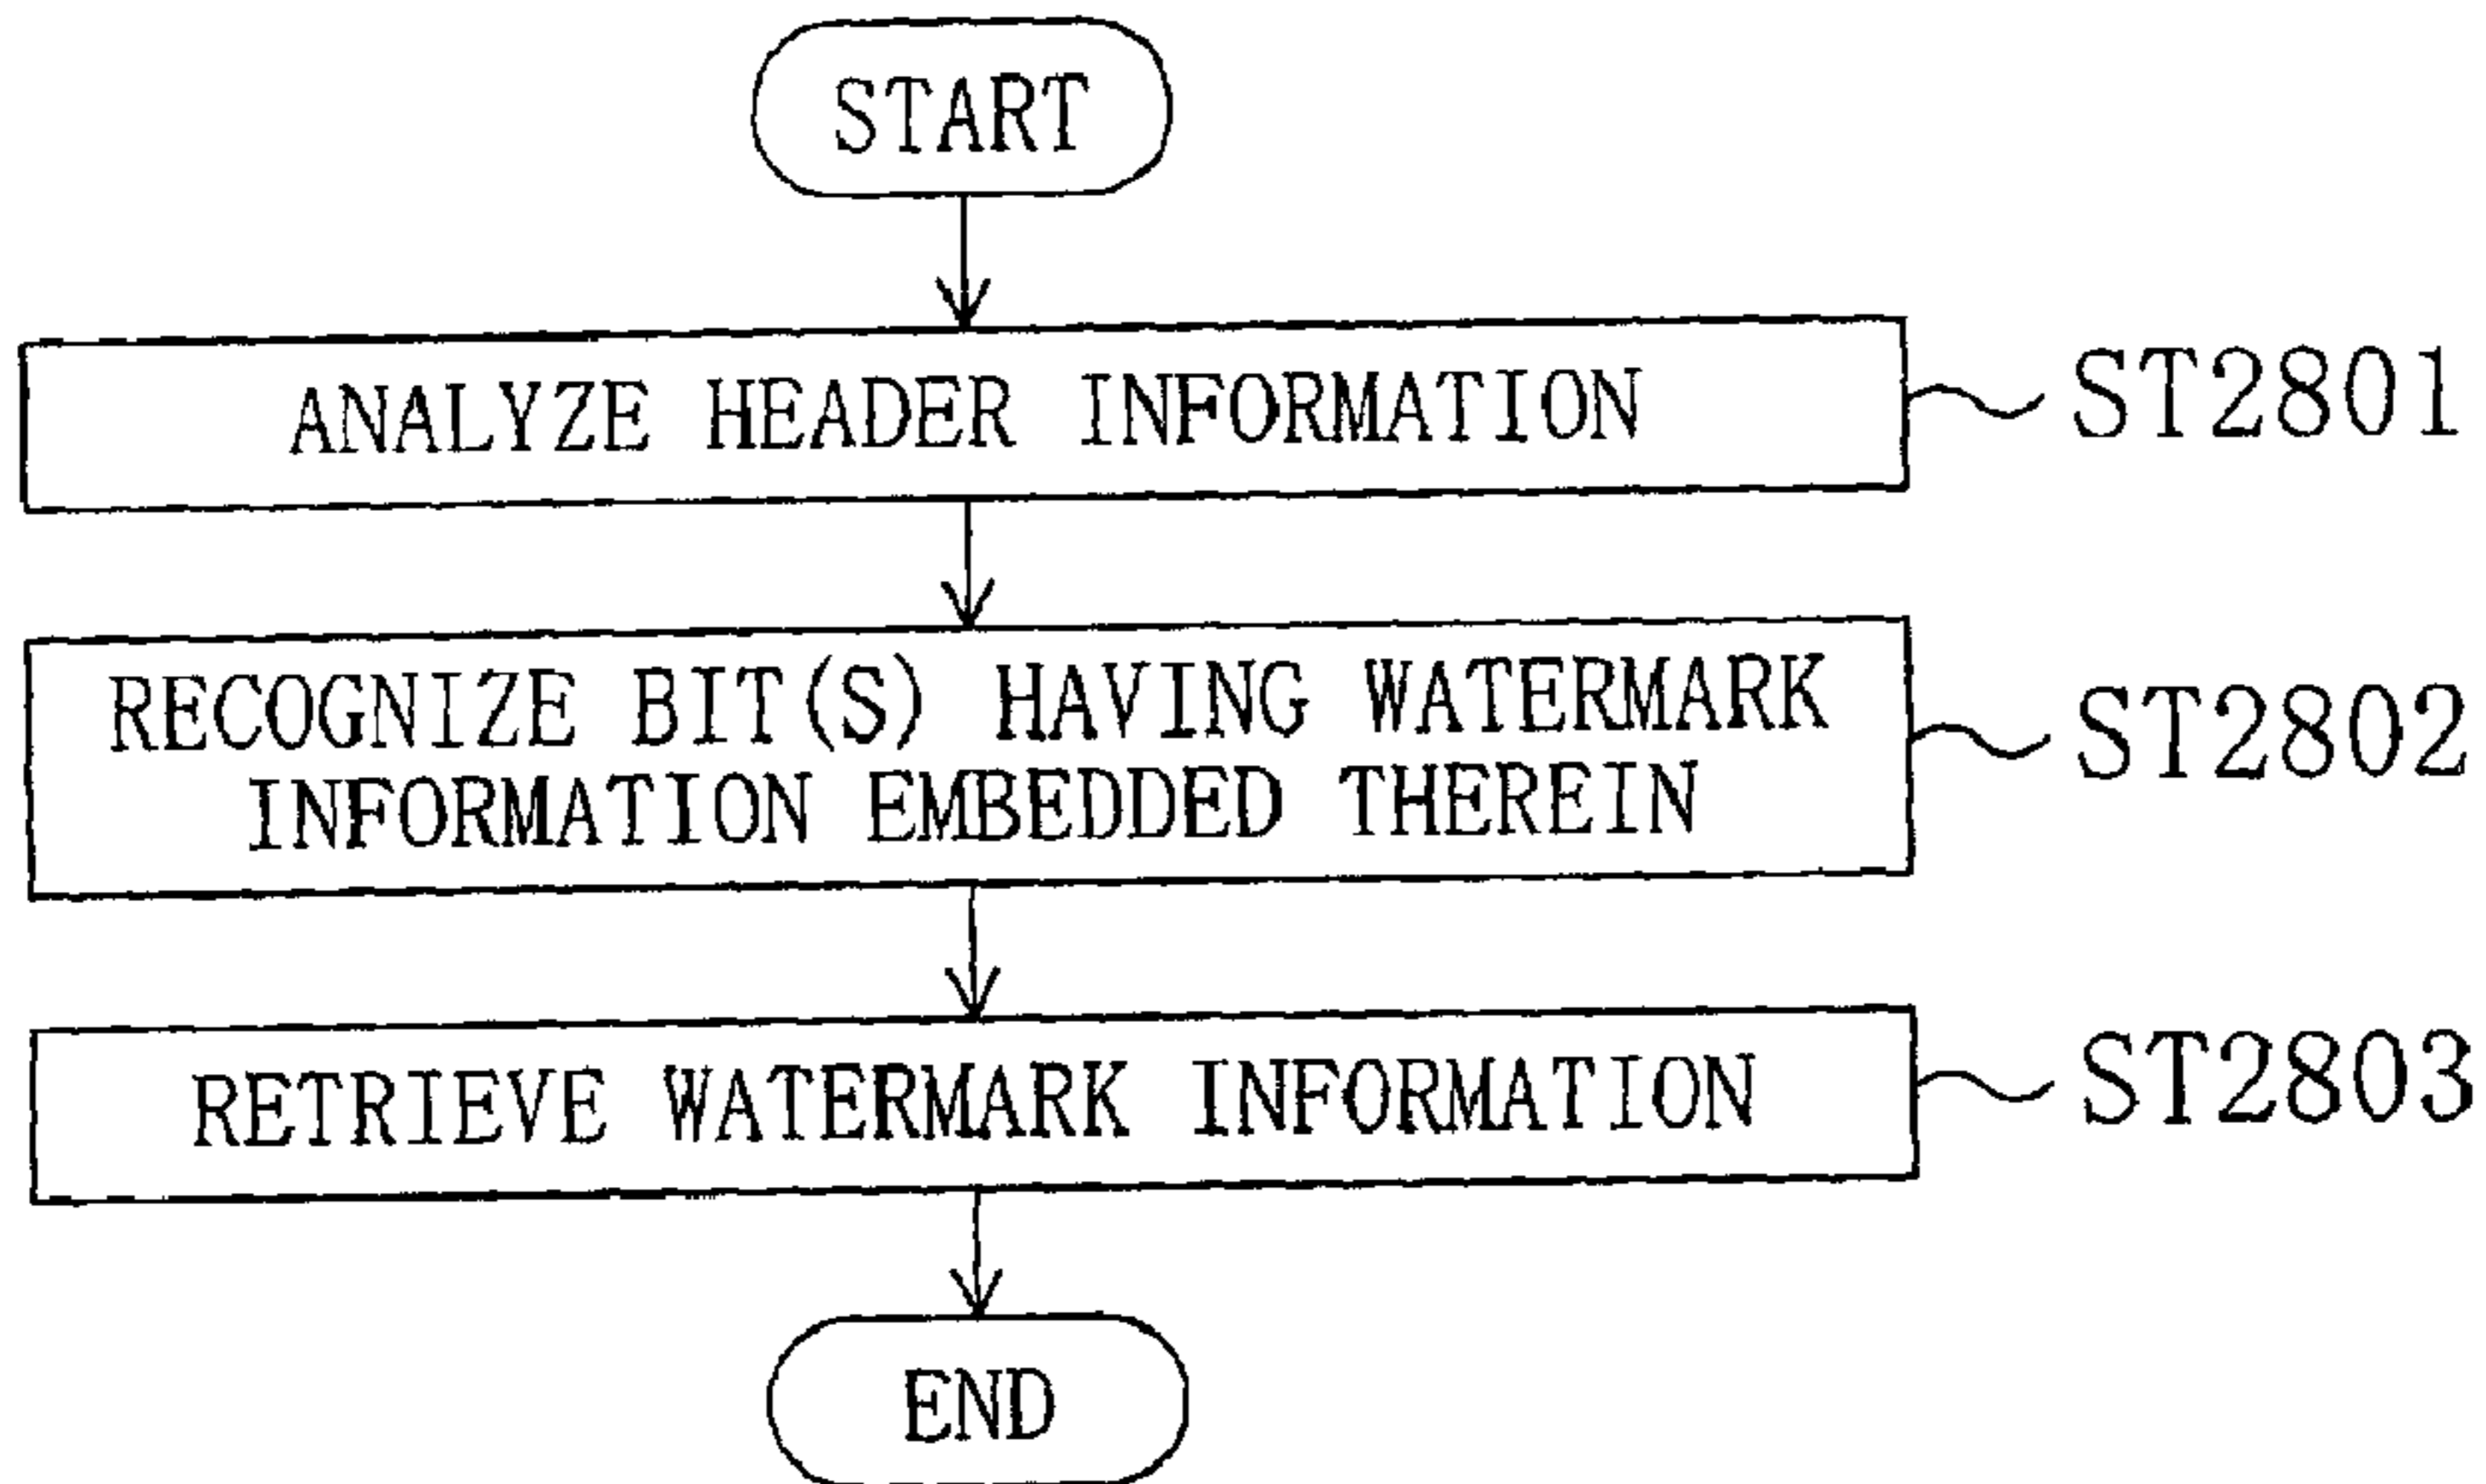 START
ANALYZE HEADER INFORMATION
ST2801
RECOGNIZE BIT(S) HAVING WATERMARK
INFORMATION EMBEDDED THEREIN
ST2802
RETRIEVE WATERMARK INFORMATION
ST2803
END